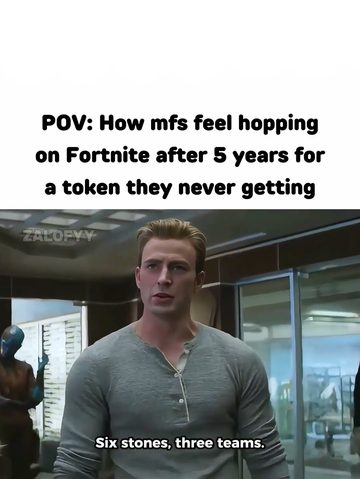 POV: How mfs feel hopping
on Fortnite after 5 years for
a token they never getting
ZALOFYY
Six stones, three teams.